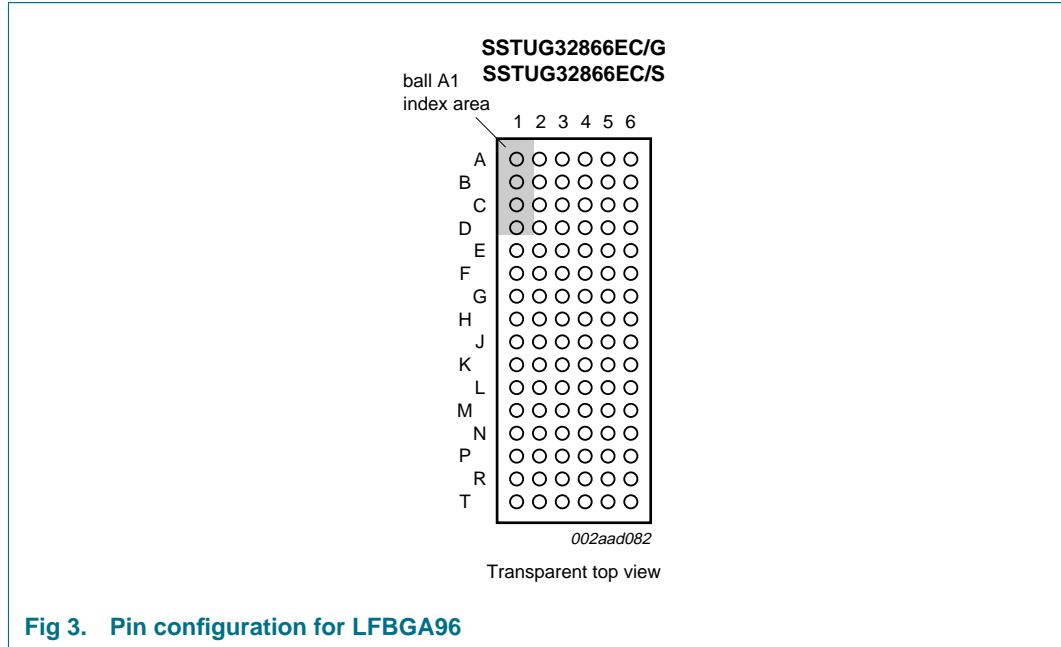 SSTUG32866EC/G
SSTUG32866EC/S
ball A1
index area
1 2 3 4 5 6
A
B
C
D
E
F
G
H
J
K
L
M
N
P
R
T
002aad082
Transparent top view
Fig 3. Pin configuration for LFBGA96